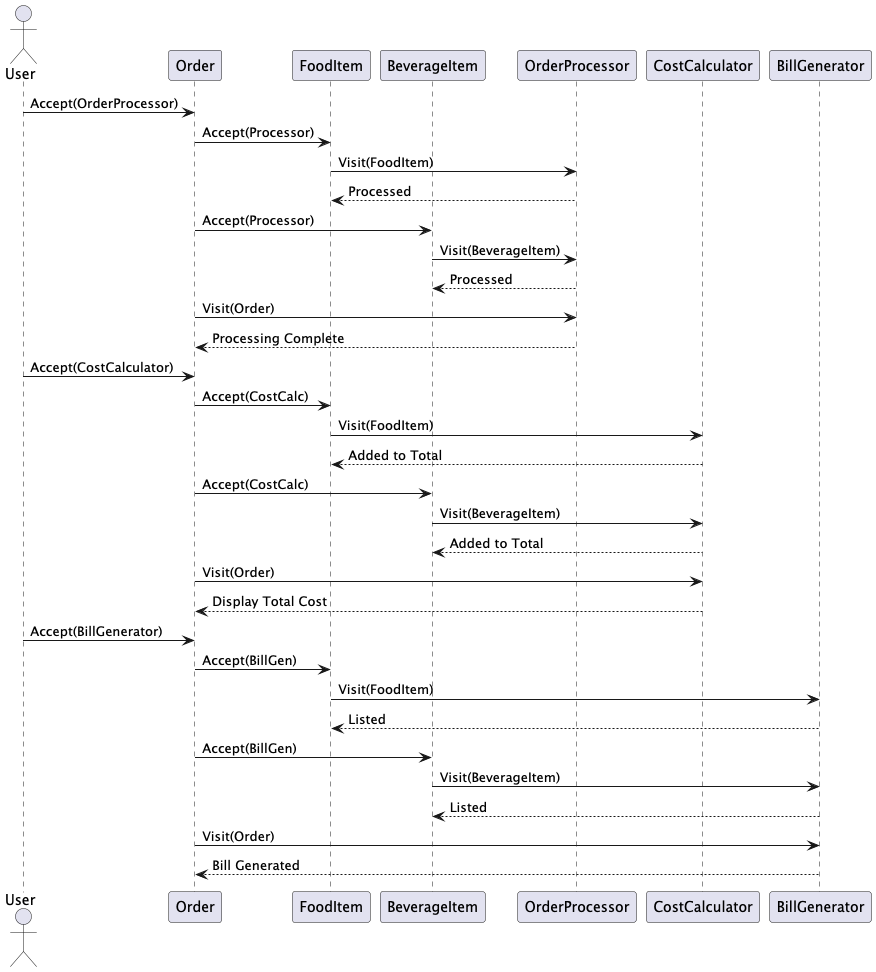 User
Order
FoodItem
BeverageItem
OrderProcessor
CostCalculator
BillGenerator
Accept(OrderProcessor)
Accept(Processor)
Visit(FoodItem)
Processed
Accept(Processor)
Visit(BeverageItem)
Processed
Visit(Order)
Processing Complete
Accept(CostCalculator)
Accept(CostCalc)
Visit(FoodItem)
Added to Total
Accept(CostCalc)
Visit(BeverageItem)
Added to Total
Visit(Order)
Display Total Cost
Accept(BillGenerator)
Accept(BillGen)
Visit(FoodItem)
Listed
Accept(BillGen)
Visit(BeverageItem)
Listed
Visit(Order)
Bill Generated
User
Order
FoodItem
BeverageItem
OrderProcessor
CostCalculator
BillGenerator